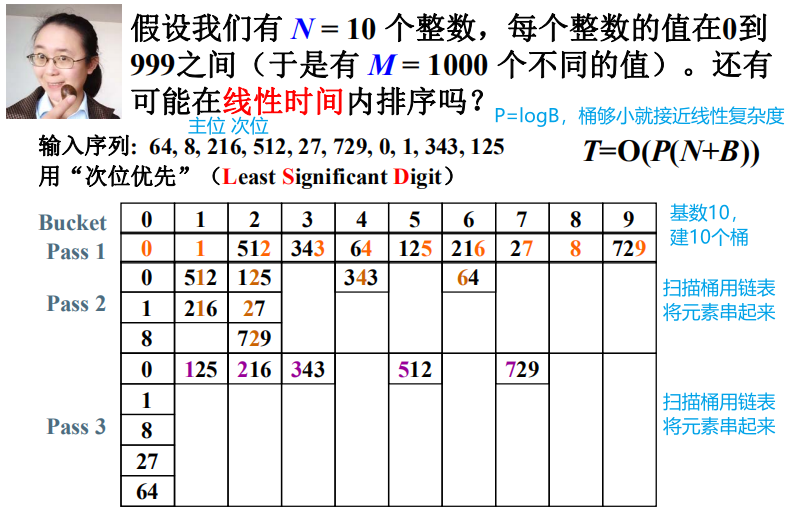 假设我们有 N = 10 个整数，每个整数的值在0到
999之间（于是有 M = 1000 个不同的值）。还有
可能在线性时间内排序吗？
P=logB，桶够小就接近线性复杂度
主位 次位
输入序列: 64, 8, 216, 512, 27, 729, 0, 1, 343, 125
T=O(P(N+B))
用“次位优先”（Least Significant Digit）
Bucket 0 1 2 3 4 5 6 7 8 9
基数10，
建10个桶
Pass 1 0 1 512 343 64 125 216 27 8 729
Pass 2
0 512 125 343 64
1 216 27
8 729
扫描桶用链表
将元素串起来
Pass 3
0 125 216 343 512 729
1
8
27
64
扫描桶用链表
将元素串起来